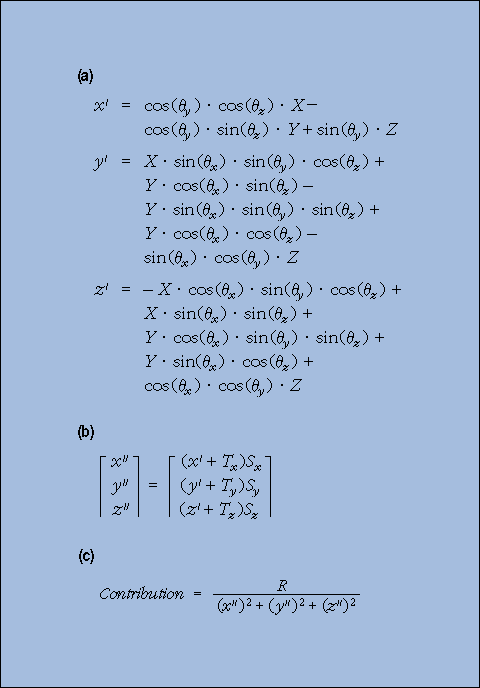 (a)
x′ = cos(θy) · cos(θz) · X −
cos(θy) · sin(θz) · Y + sin(θy) · Z
y′ = X · sin(θx) · sin(θy) · cos(θz) +
Y · cos(θx) · sin(θz) −
Y · sin(θx) · sin(θy) · sin(θz) +
Y · cos(θx) · cos(θz) −
sin(θx) · cos(θy) · Z
z′ = − X · cos(θx) · sin(θy) · cos(θz) +
X · sin(θx) · sin(θz) +
Y · cos(θx) · sin(θy) · sin(θz) +
Y · sin(θx) · cos(θz) +
cos(θx) · cos(θy) · Z
(b)
x″ (x′ + Tx)Sx
y″ = (y′ + Ty)Sy
z″ (z′ + Tz)Sz
(c)
Contribution = R / (x″)2 + (y″)2 + (z″)2